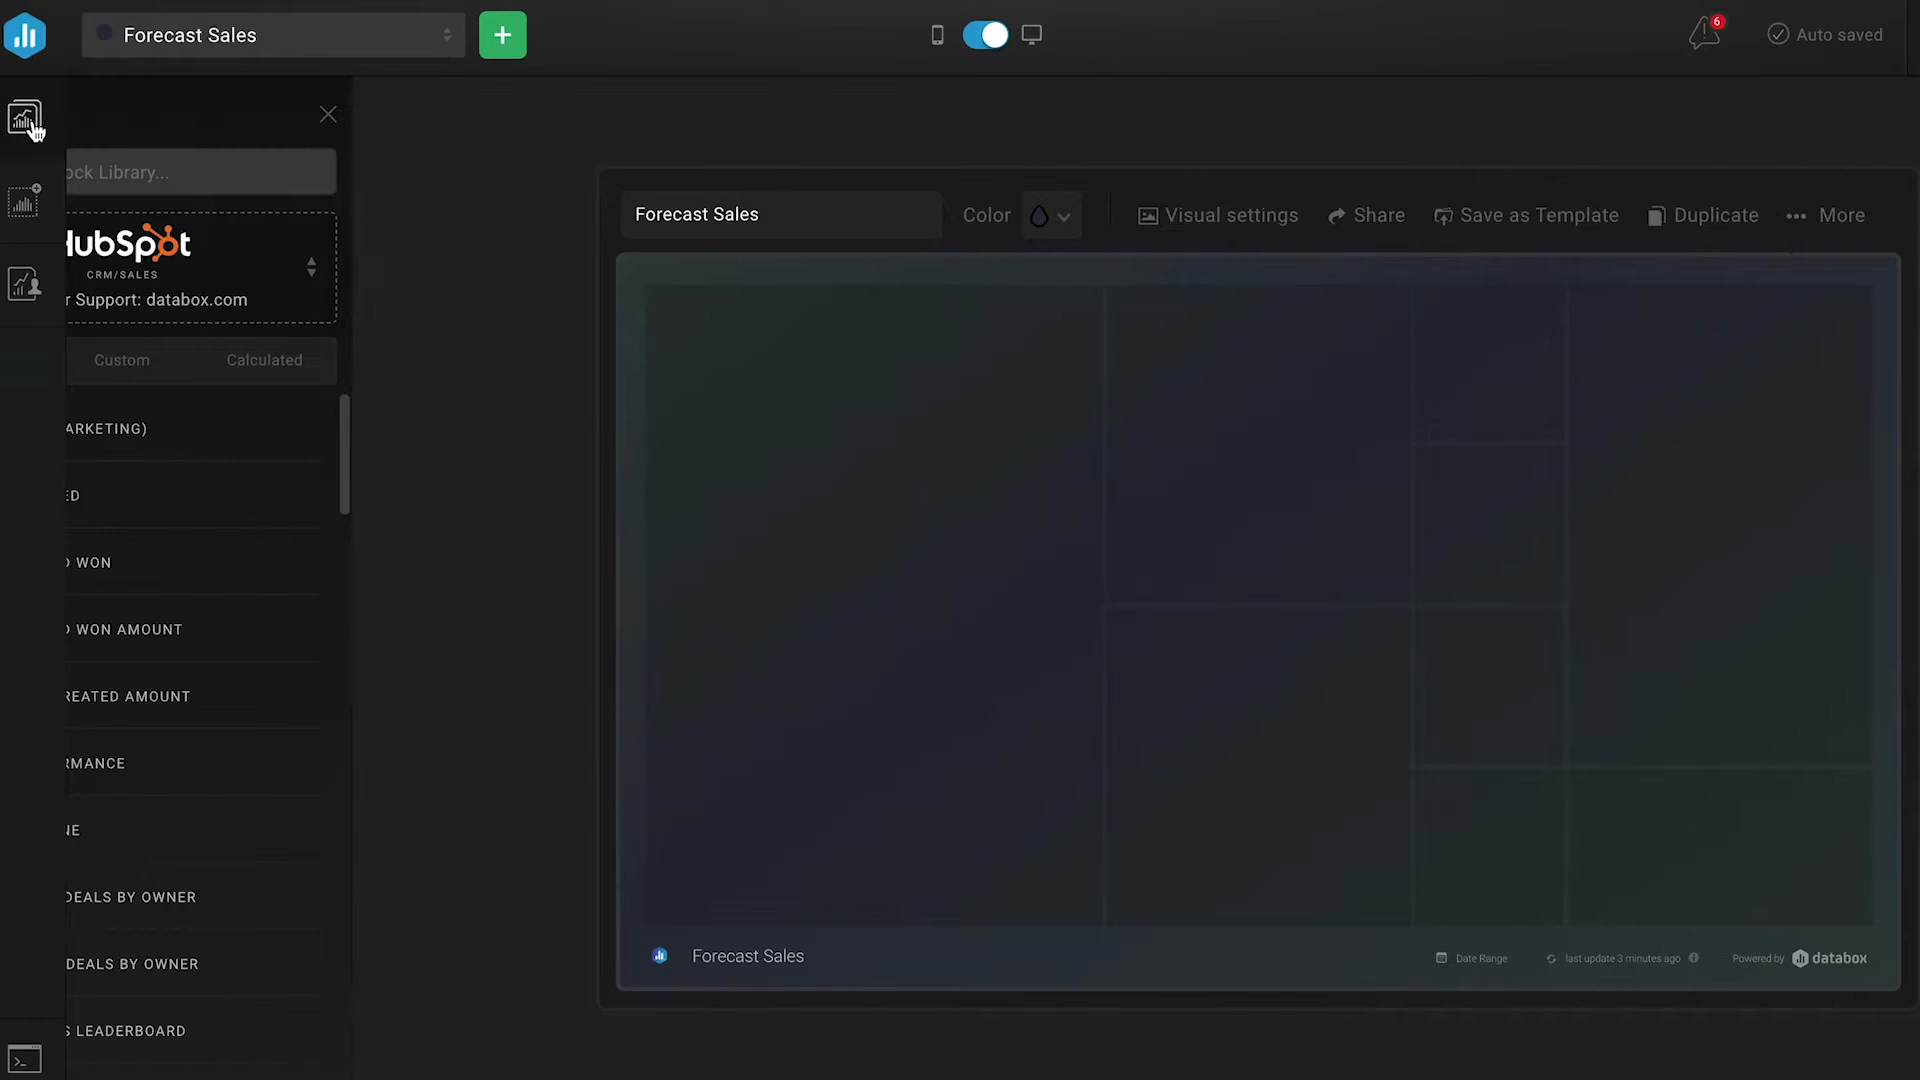 Forecast Sales
6
Auto saved
ock Library...
HubSpot
CRM/SALES
r Support: databox.com
Custom
Calculated
ARKETING)
ED
D WON
D WON AMOUNT
REATED AMOUNT
RMANCE
NE
DEALS BY OWNER
DEALS BY OWNER
S LEADERBOARD
Forecast Sales
Color
Visual settings
Share
Save as Template
Duplicate
More
Forecast Sales
Date Range
last update 3 minutes ago
Powered by databox